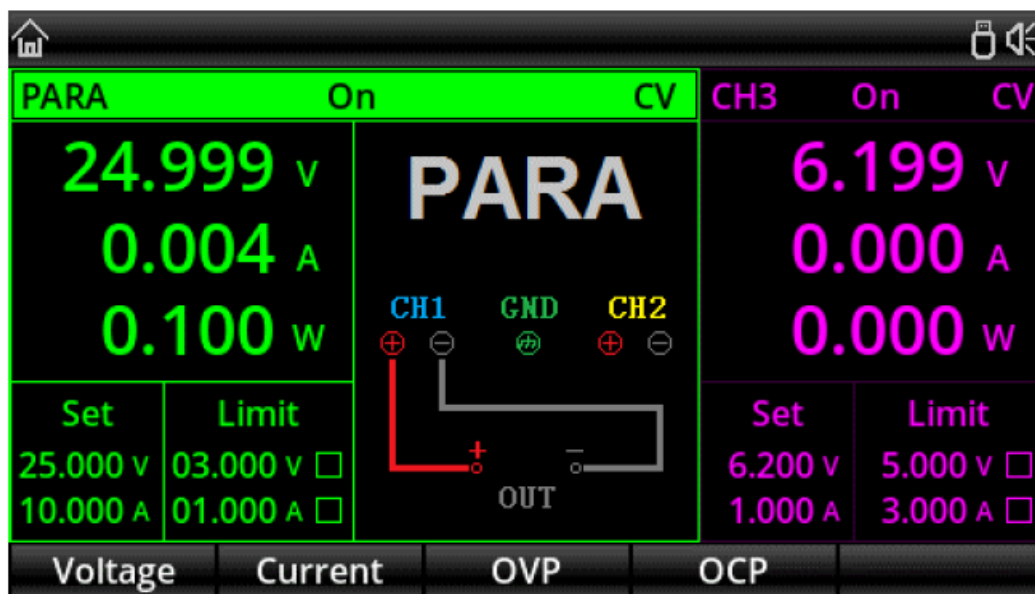 PARA On CV CH3 On CV
24.999 V
0.004 A
0.100 W
PARA
CH1 GND CH2
+ −
OUT
6.199 V
0.000 A
0.000 W
Set Limit
25.000 V 03.000 V
10.000 A 01.000 A
Set Limit
6.200 V 5.000 V
1.000 A 3.000 A
Voltage Current OVP OCP